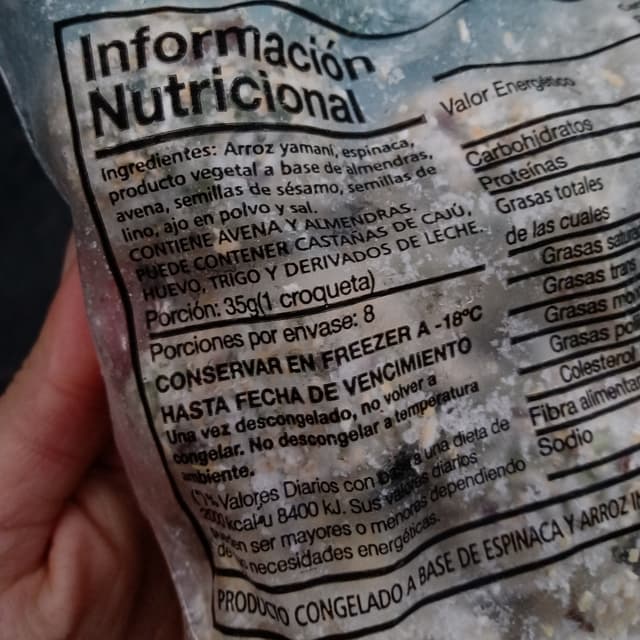 Información
Nutricional
Ingredientes: Arroz yamaní, espinaca,
producto vegetal a base de almendras,
avena, semillas de sésamo, semillas de
lino, ajo en polvo y sal.
CONTIENE AVENA Y ALMENDRAS.
PUEDE CONTENER CASTAÑAS DE CAJÚ,
HUEVO, TRIGO Y DERIVADOS DE LECHE.
Porción: 35g(1 croqueta)
Porciones por envase: 8
CONSERVAR EN FREEZER A -18ºC
HASTA FECHA DE VENCIMIENTO
Una vez descongelado, no volver a
congelar. No descongelar a temperatura
ambiente.
Valores Diarios con una dieta de
kcal u 8400 kJ. Sus diarios
ser mayores o menores dependiendo
necesidades energéticas.
PRODUCTO CONGELADO A BASE DE ESPINACA Y ARROZ
Valor Energético
Carbohidratos
Proteínas
Grasas totales
de las cuales
Grasas
Grasas trans
Grasas
Grasas
Colesterol
Fibra alimentaria
Sodio